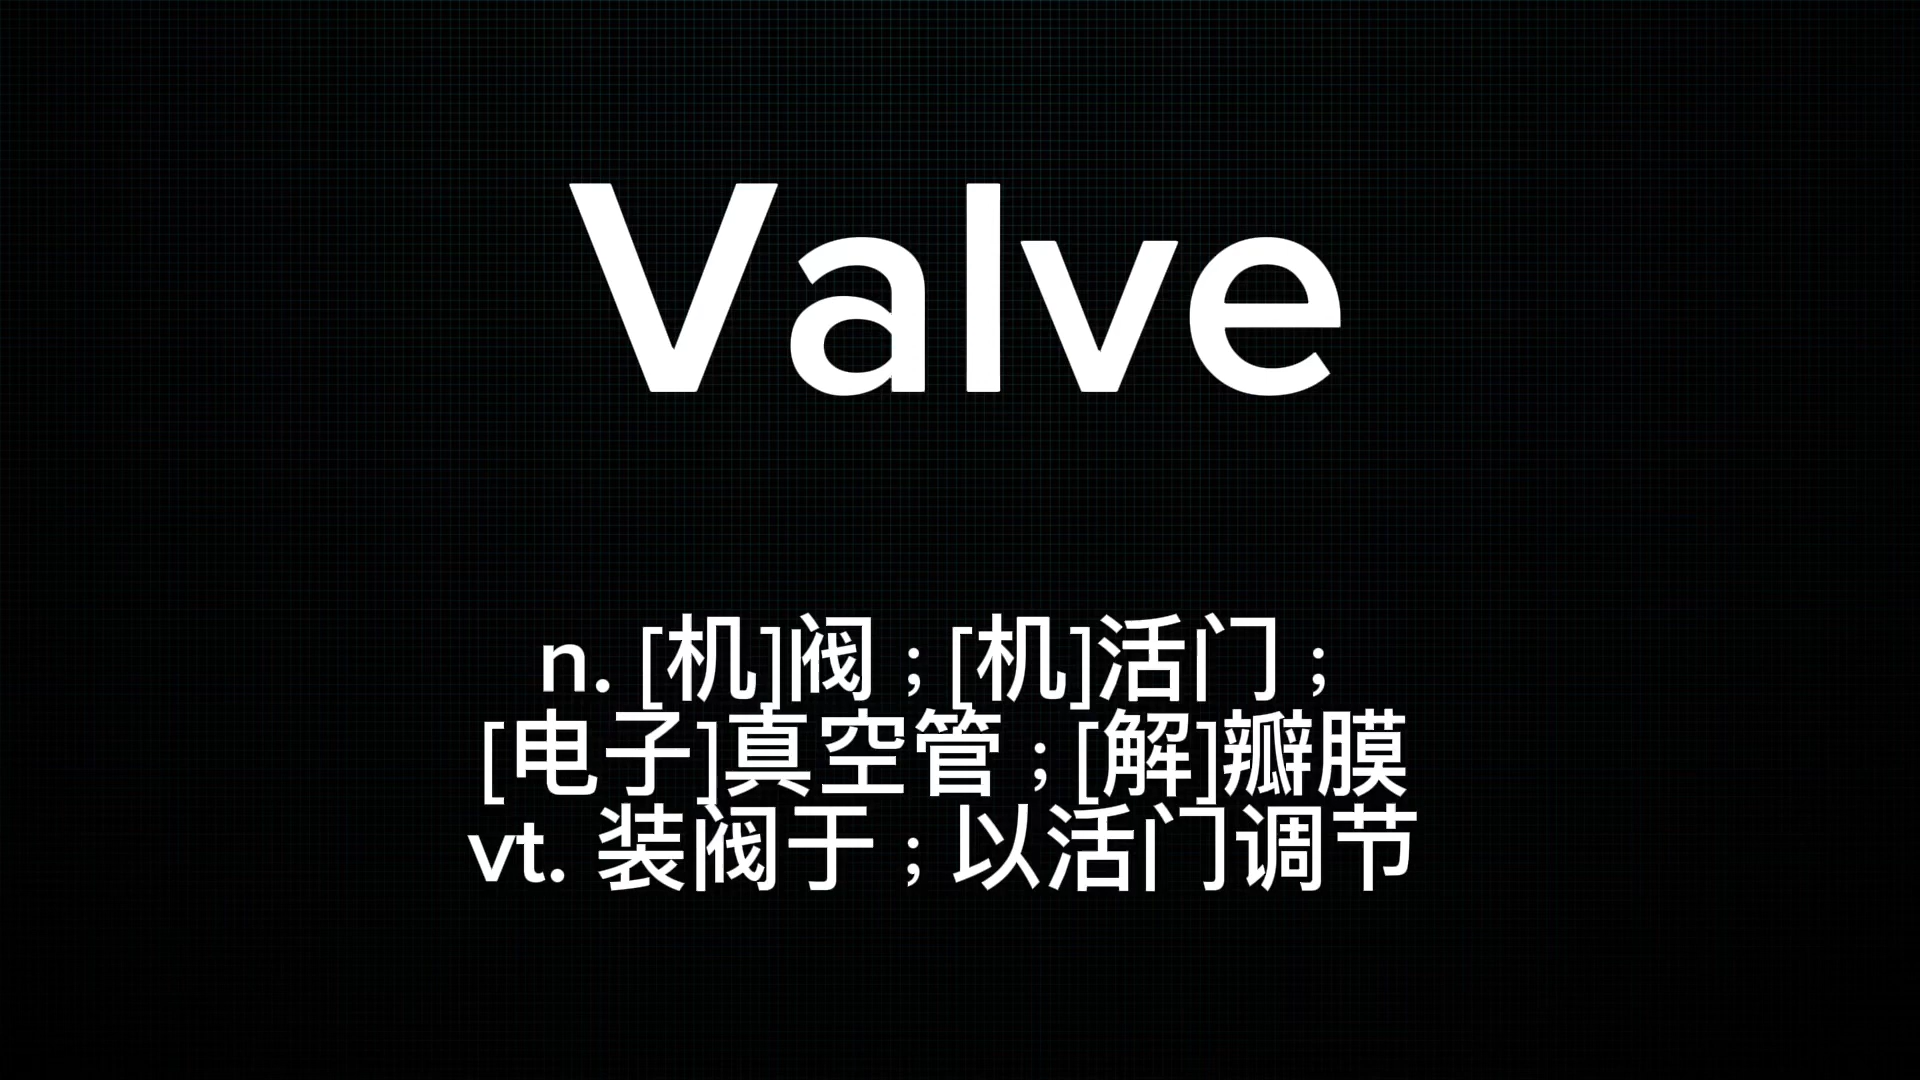 Valve
n. [机]阀；[机]活门；
[电子]真空管；[解]瓣膜
vt. 装阀于；以活门调节